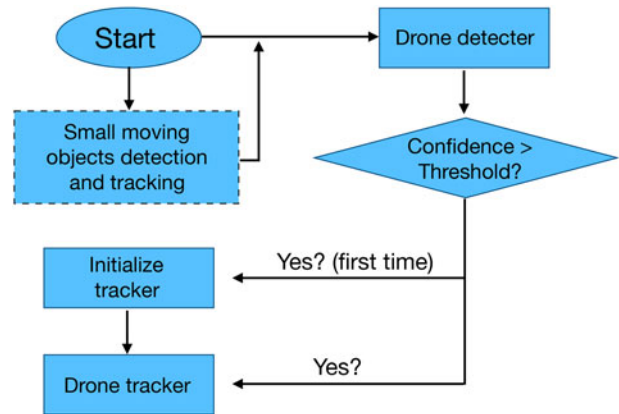 Start
Drone detecter
Small moving
objects detection
and tracking
Confidence >
Threshold?
Yes? (first time)
Initialize
tracker
Yes?
Drone tracker